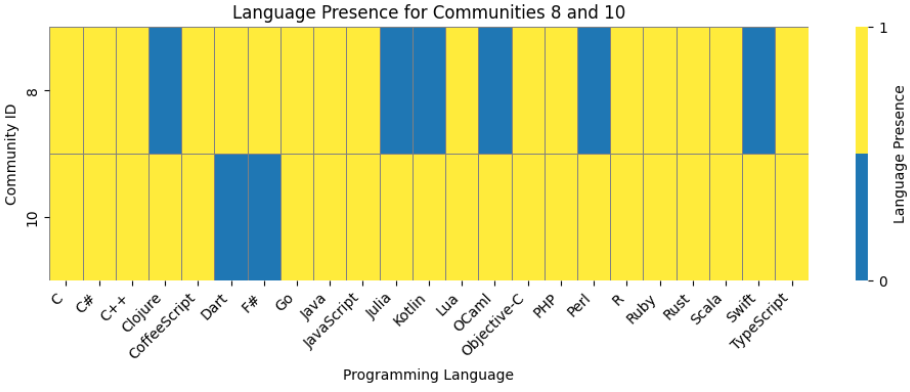 Language Presence for Communities 8 and 10
Community ID
8
10
C
C#
C++
Clojure
CoffeeScript
Dart
F#
Go
Java
JavaScript
Julia
Kotlin
Lua
OCaml
Objective-C
PHP
Perl
R
Ruby
Rust
Scala
Swift
TypeScript
Programming Language
1
0
Language Presence